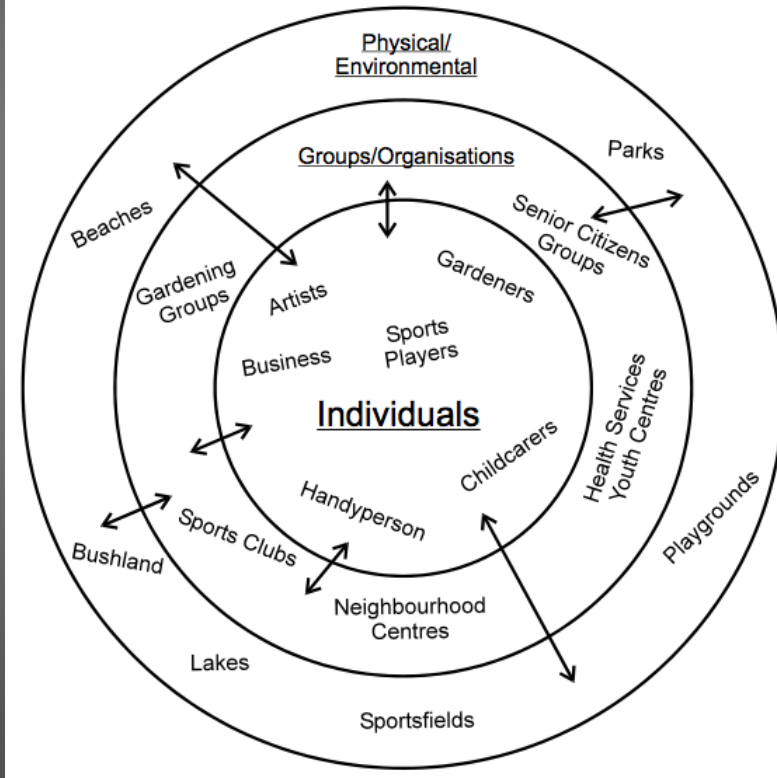 Physical/
Environmental
Parks
Groups/Organisations
Senior Citizens
Groups
Beaches
Gardening
Groups
Gardeners
Artists
Sports
Players
Business
Individuals
Health Services
Youth Centres
Childcarers
Handyperson
Playgrounds
Sports Clubs
Bushland
Neighbourhood
Centres
Lakes
Sportsfields